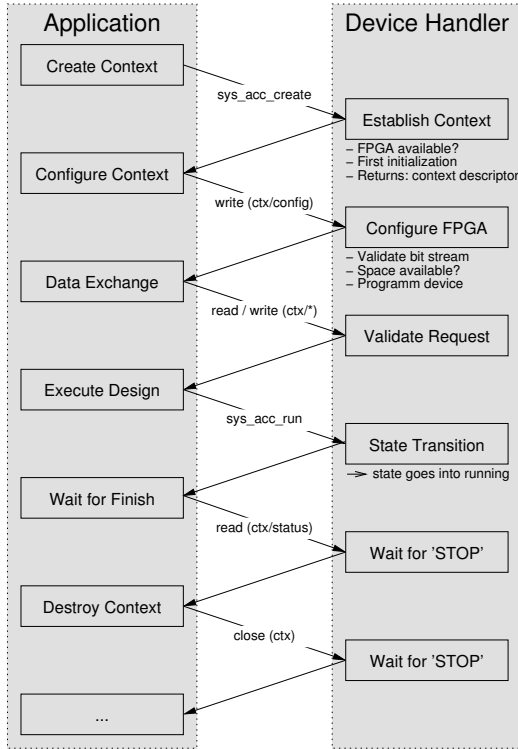 Application
Device Handler
Create Context
sys_acc_create
Establish Context
– FPGA available?
– First initialization
– Returns: context descriptor
Configure Context
write (ctx/config)
Configure FPGA
– Validate bit stream
– Space available?
– Programm device
Data Exchange
read / write (ctx/*)
Validate Request
Execute Design
sys_acc_run
State Transition
→ state goes into running
Wait for Finish
read (ctx/status)
Wait for 'STOP'
Destroy Context
close (ctx)
Wait for 'STOP'
...